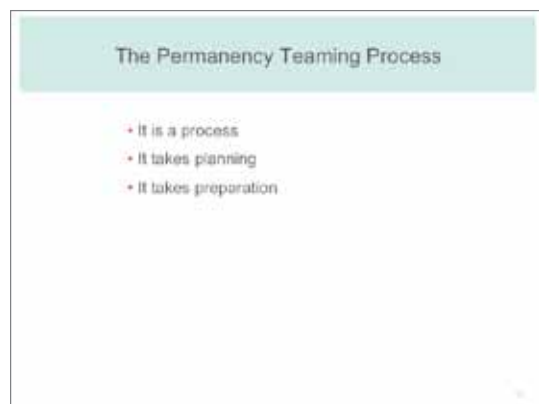 The Permanency Teaming Process
• It is a process
• It takes planning
• It takes preparation